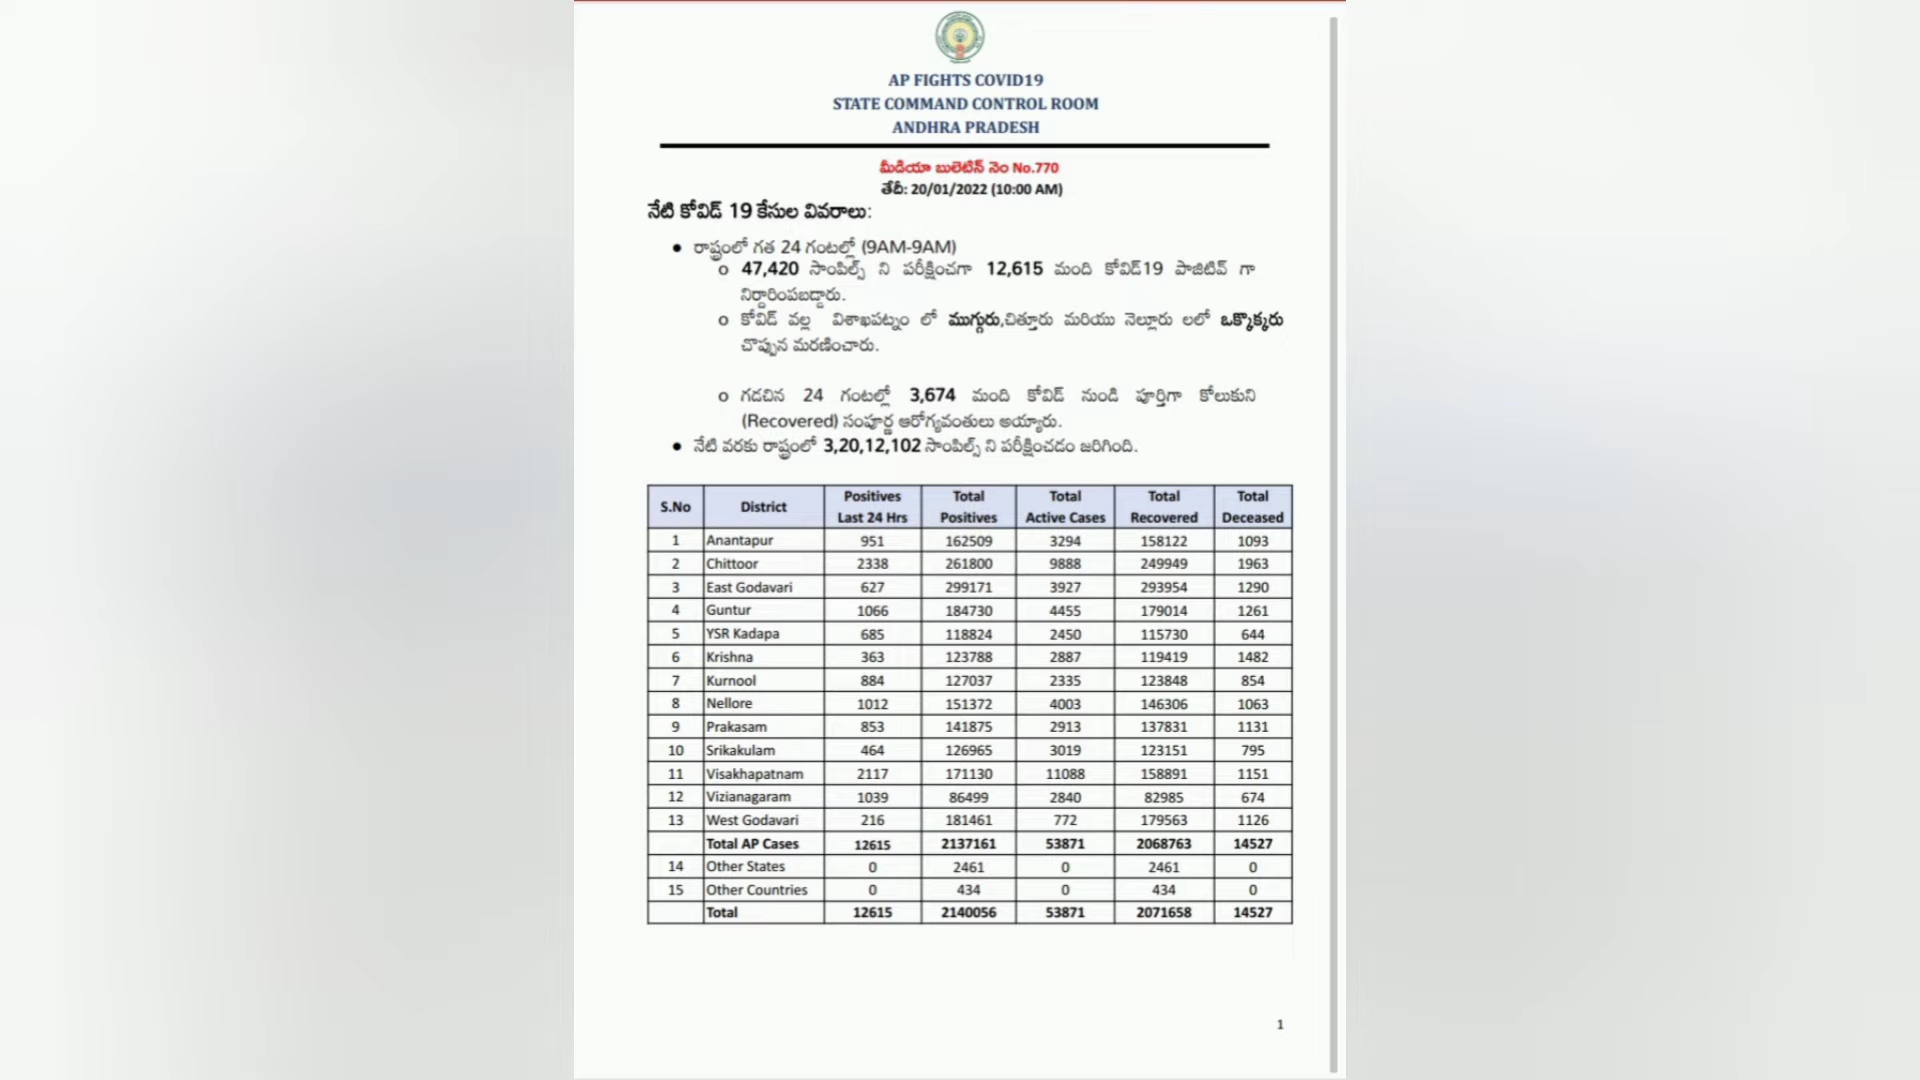 AP FIGHTS COVID19
STATE COMMAND CONTROL ROOM
ANDHRA PRADESH
మీడియా బులెటిన్ నెం No.770
తేదీ: 20/01/2022 (10:00 AM)
నేటి కోవిడ్ 19 కేసుల వివరాలు:
● రాష్ట్రంలో గత 24 గంటల్లో (9AM-9AM)
o 47,420 సాంపిల్స్ ని పరీక్షించగా 12,615 మంది కోవిడ్19 పాజిటివ్ గా
నిర్ధారింపబడ్డారు.
o కోవిడ్ వల్ల విశాఖపట్నం లో ముగ్గురు,చిత్తూరు మరియు నెల్లూరు లలో ఒక్కొక్కరు
చొప్పున మరణించారు.
o గడచిన 24 గంటల్లో 3,674 మంది కోవిడ్ నుండి పూర్తిగా కోలుకుని
(Recovered) సంపూర్ణ ఆరోగ్యవంతులు అయ్యారు.
● నేటి వరకు రాష్ట్రంలో 3,20,12,102 సాంపిల్స్ ని పరీక్షించడం జరిగింది.
S.No District Positives Last 24 Hrs Total Positives Total Active Cases Total Recovered Total Deceased
1 Anantapur 951 162509 3294 158122 1093
2 Chittoor 2338 261800 9888 249949 1963
3 East Godavari 627 299171 3927 293954 1290
4 Guntur 1066 184730 4455 179014 1261
5 YSR Kadapa 685 118824 2450 115730 644
6 Krishna 363 123788 2887 119419 1482
7 Kurnool 884 127037 2335 123848 854
8 Nellore 1012 151372 4003 146306 1063
9 Prakasam 853 141875 2913 137831 1131
10 Srikakulam 464 126965 3019 123151 795
11 Visakhapatnam 2117 171130 11088 158891 1151
12 Vizianagaram 1039 86499 2840 82985 674
13 West Godavari 216 181461 772 179563 1126
Total AP Cases 12615 2137161 53871 2068763 14527
14 Other States 0 2461 0 2461 0
15 Other Countries 0 434 0 434 0
Total 12615 2140056 53871 2071658 14527
1